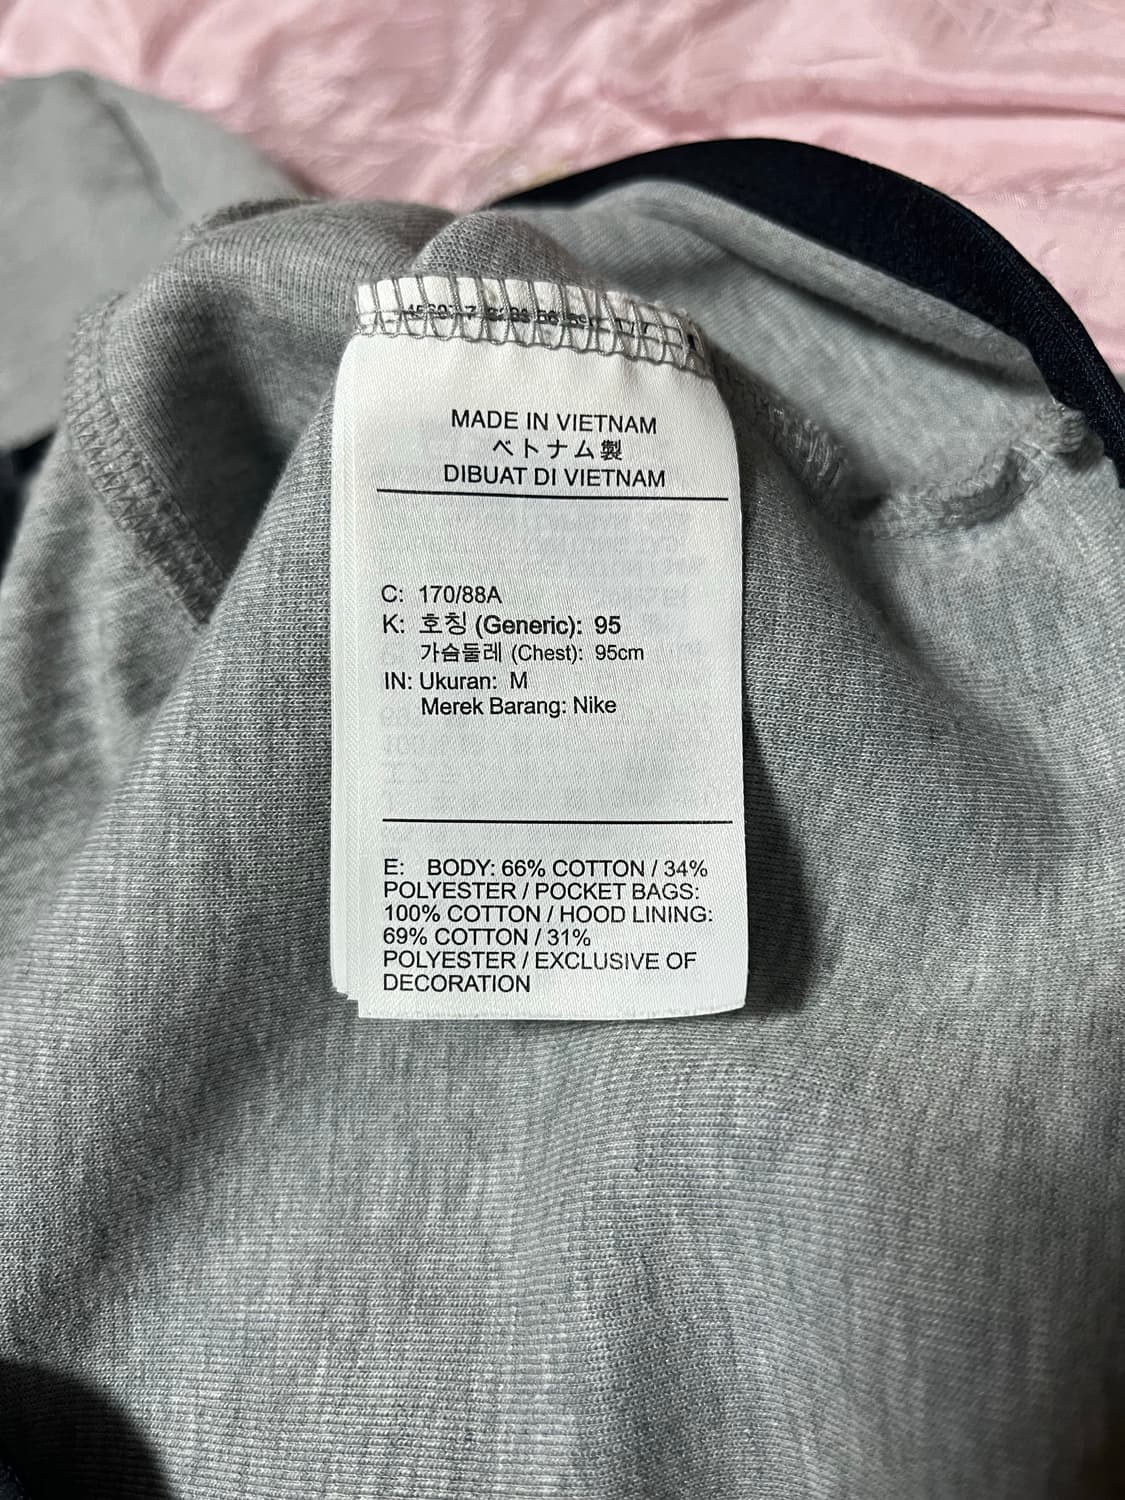 MADE IN VIETNAM
ベトナム製
DIBUAT DI VIETNAM
C: 170/88A
K: 호칭 (Generic): 95
가슴둘레 (Chest): 95cm
IN: Ukuran: M
Merek Barang: Nike
E: BODY: 66% COTTON / 34%
POLYESTER / POCKET BAGS:
100% COTTON / HOOD LINING:
69% COTTON / 31%
POLYESTER / EXCLUSIVE OF
DECORATION